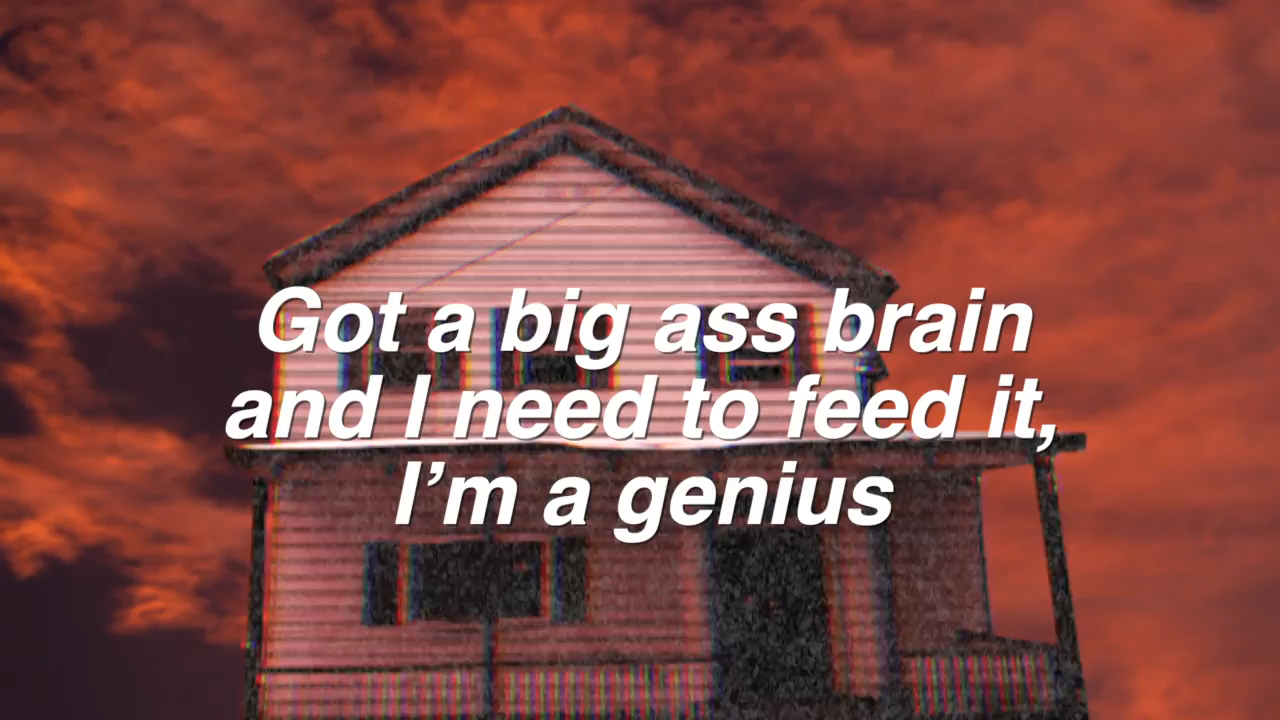 Got a big ass brain
and I need to feed it,
I’m a genius